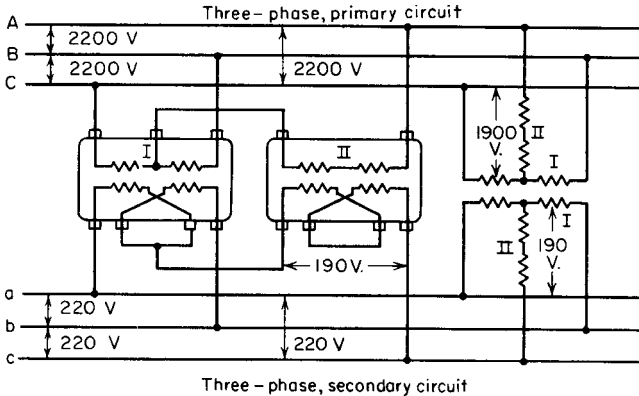 Three-phase, primary circuit
A
2200 V
B
2200 V
2200 V
C
I
II
1900 V.
II
I
I
II
190 V.
190V.
a
220 V
b
220 V
220 V
c
Three-phase, secondary circuit